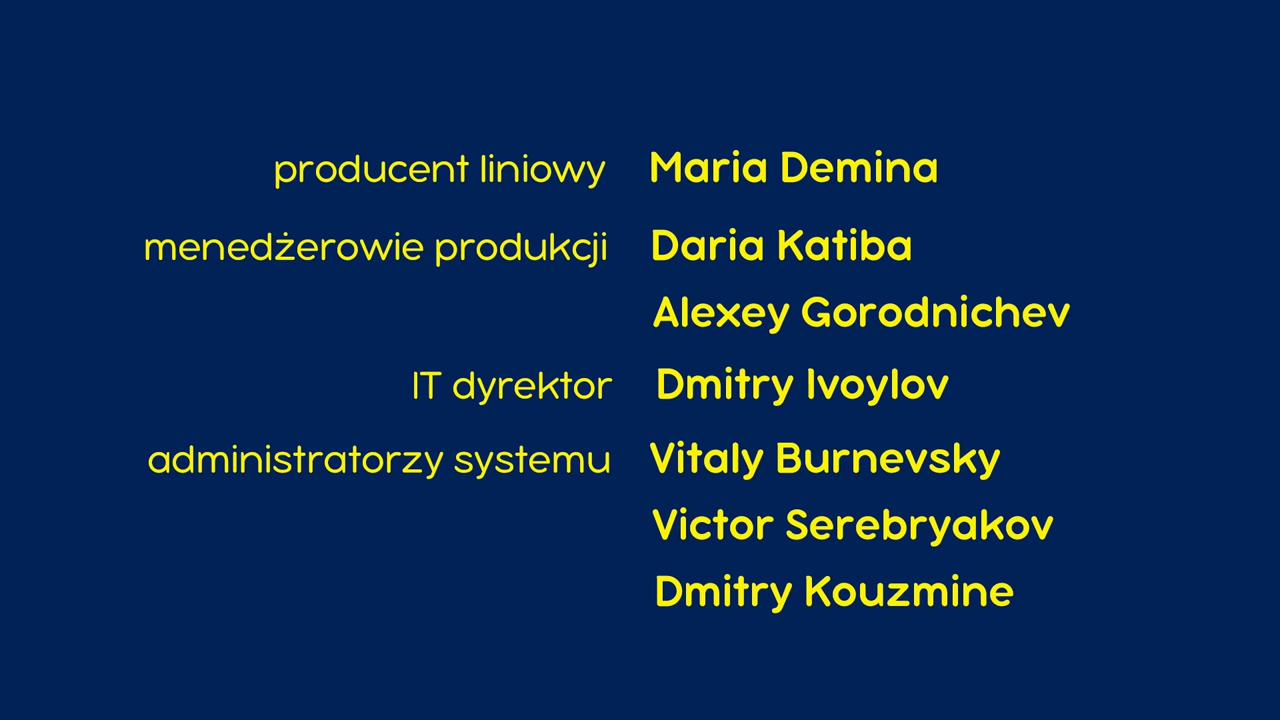 producent liniowy Maria Demina
menedżerowie produkcji Daria Katiba
Alexey Gorodnichev
IT dyrektor Dmitry Ivoylov
administratorzy systemu Vitaly Burnevsky
Victor Serebryakov
Dmitry Kouzmine